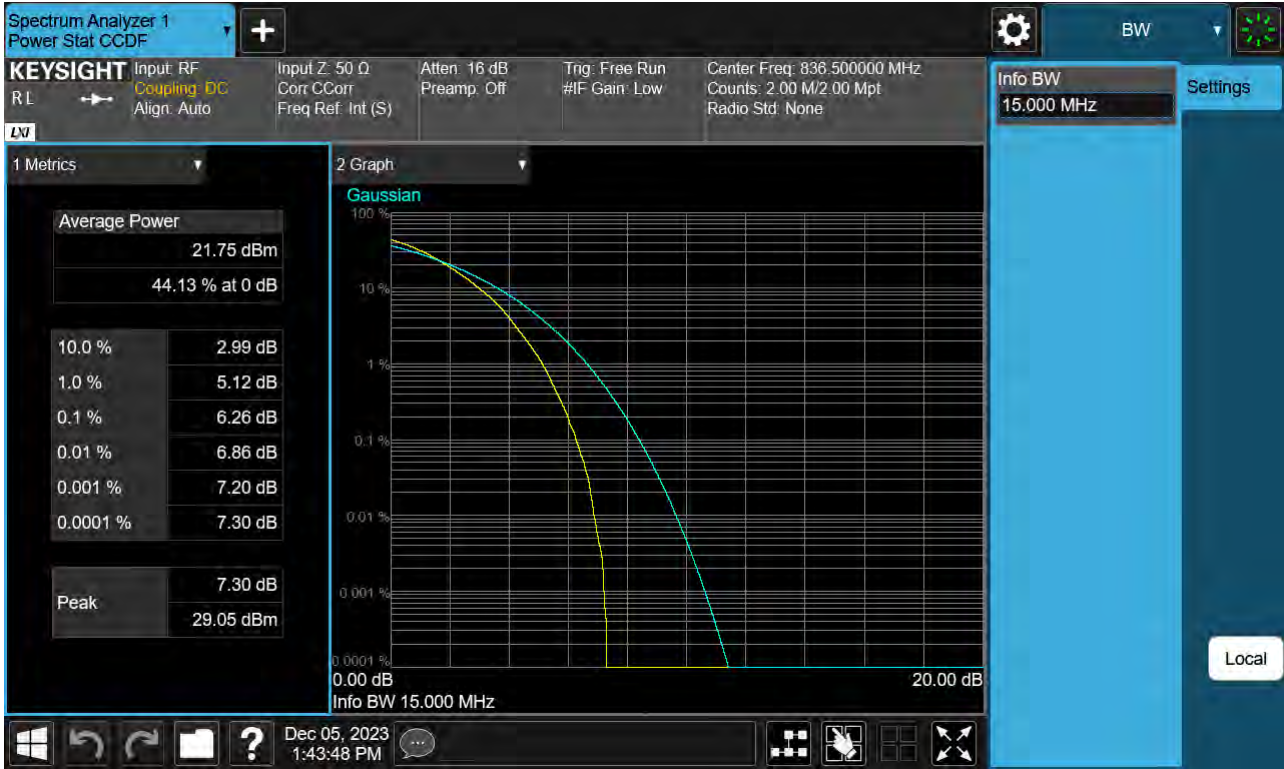 Spectrum Analyzer 1
Power Stat CCDF
BW
KEYSIGHT
R L
LXI
Input: RF
Coupling: DC
Align: Auto
Input Z: 50 Ω
Corr CCorr
Freq Ref: Int (S)
Atten: 16 dB
Preamp: Off
Trig: Free Run
#IF Gain: Low
Center Freq: 836.500000 MHz
Counts: 2.00 M/2.00 Mpt
Radio Std: None
Info BW
15.000 MHz
Settings
1 Metrics
Average Power
21.75 dBm
44.13 % at 0 dB
10.0 % 2.99 dB
1.0 % 5.12 dB
0.1 % 6.26 dB
0.01 % 6.86 dB
0.001 % 7.20 dB
0.0001 % 7.30 dB
Peak
7.30 dB
29.05 dBm
2 Graph
Gaussian
100 %
10 %
1 %
0.1 %
0.01 %
0.001 %
0.0001 %
0.00 dB 20.00 dB
Info BW 15.000 MHz
Local
?
Dec 05, 2023
1:43:48 PM